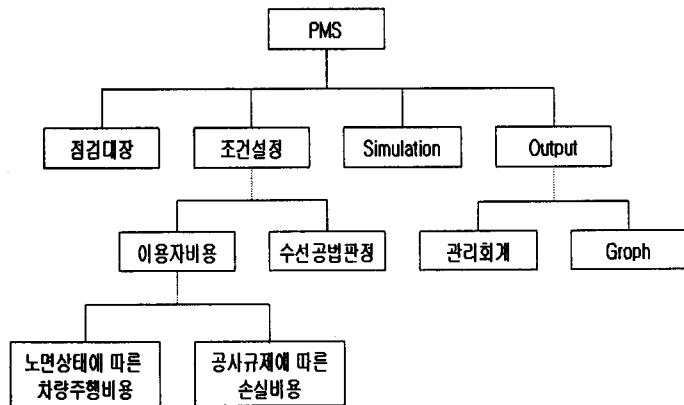 PMS
점검대장
조건설정
Simulation
Output
이용자비용
수선공법판정
관리회계
Groph
노면상태에 따른
차량주행비용
공사규제에 따른
손실비용